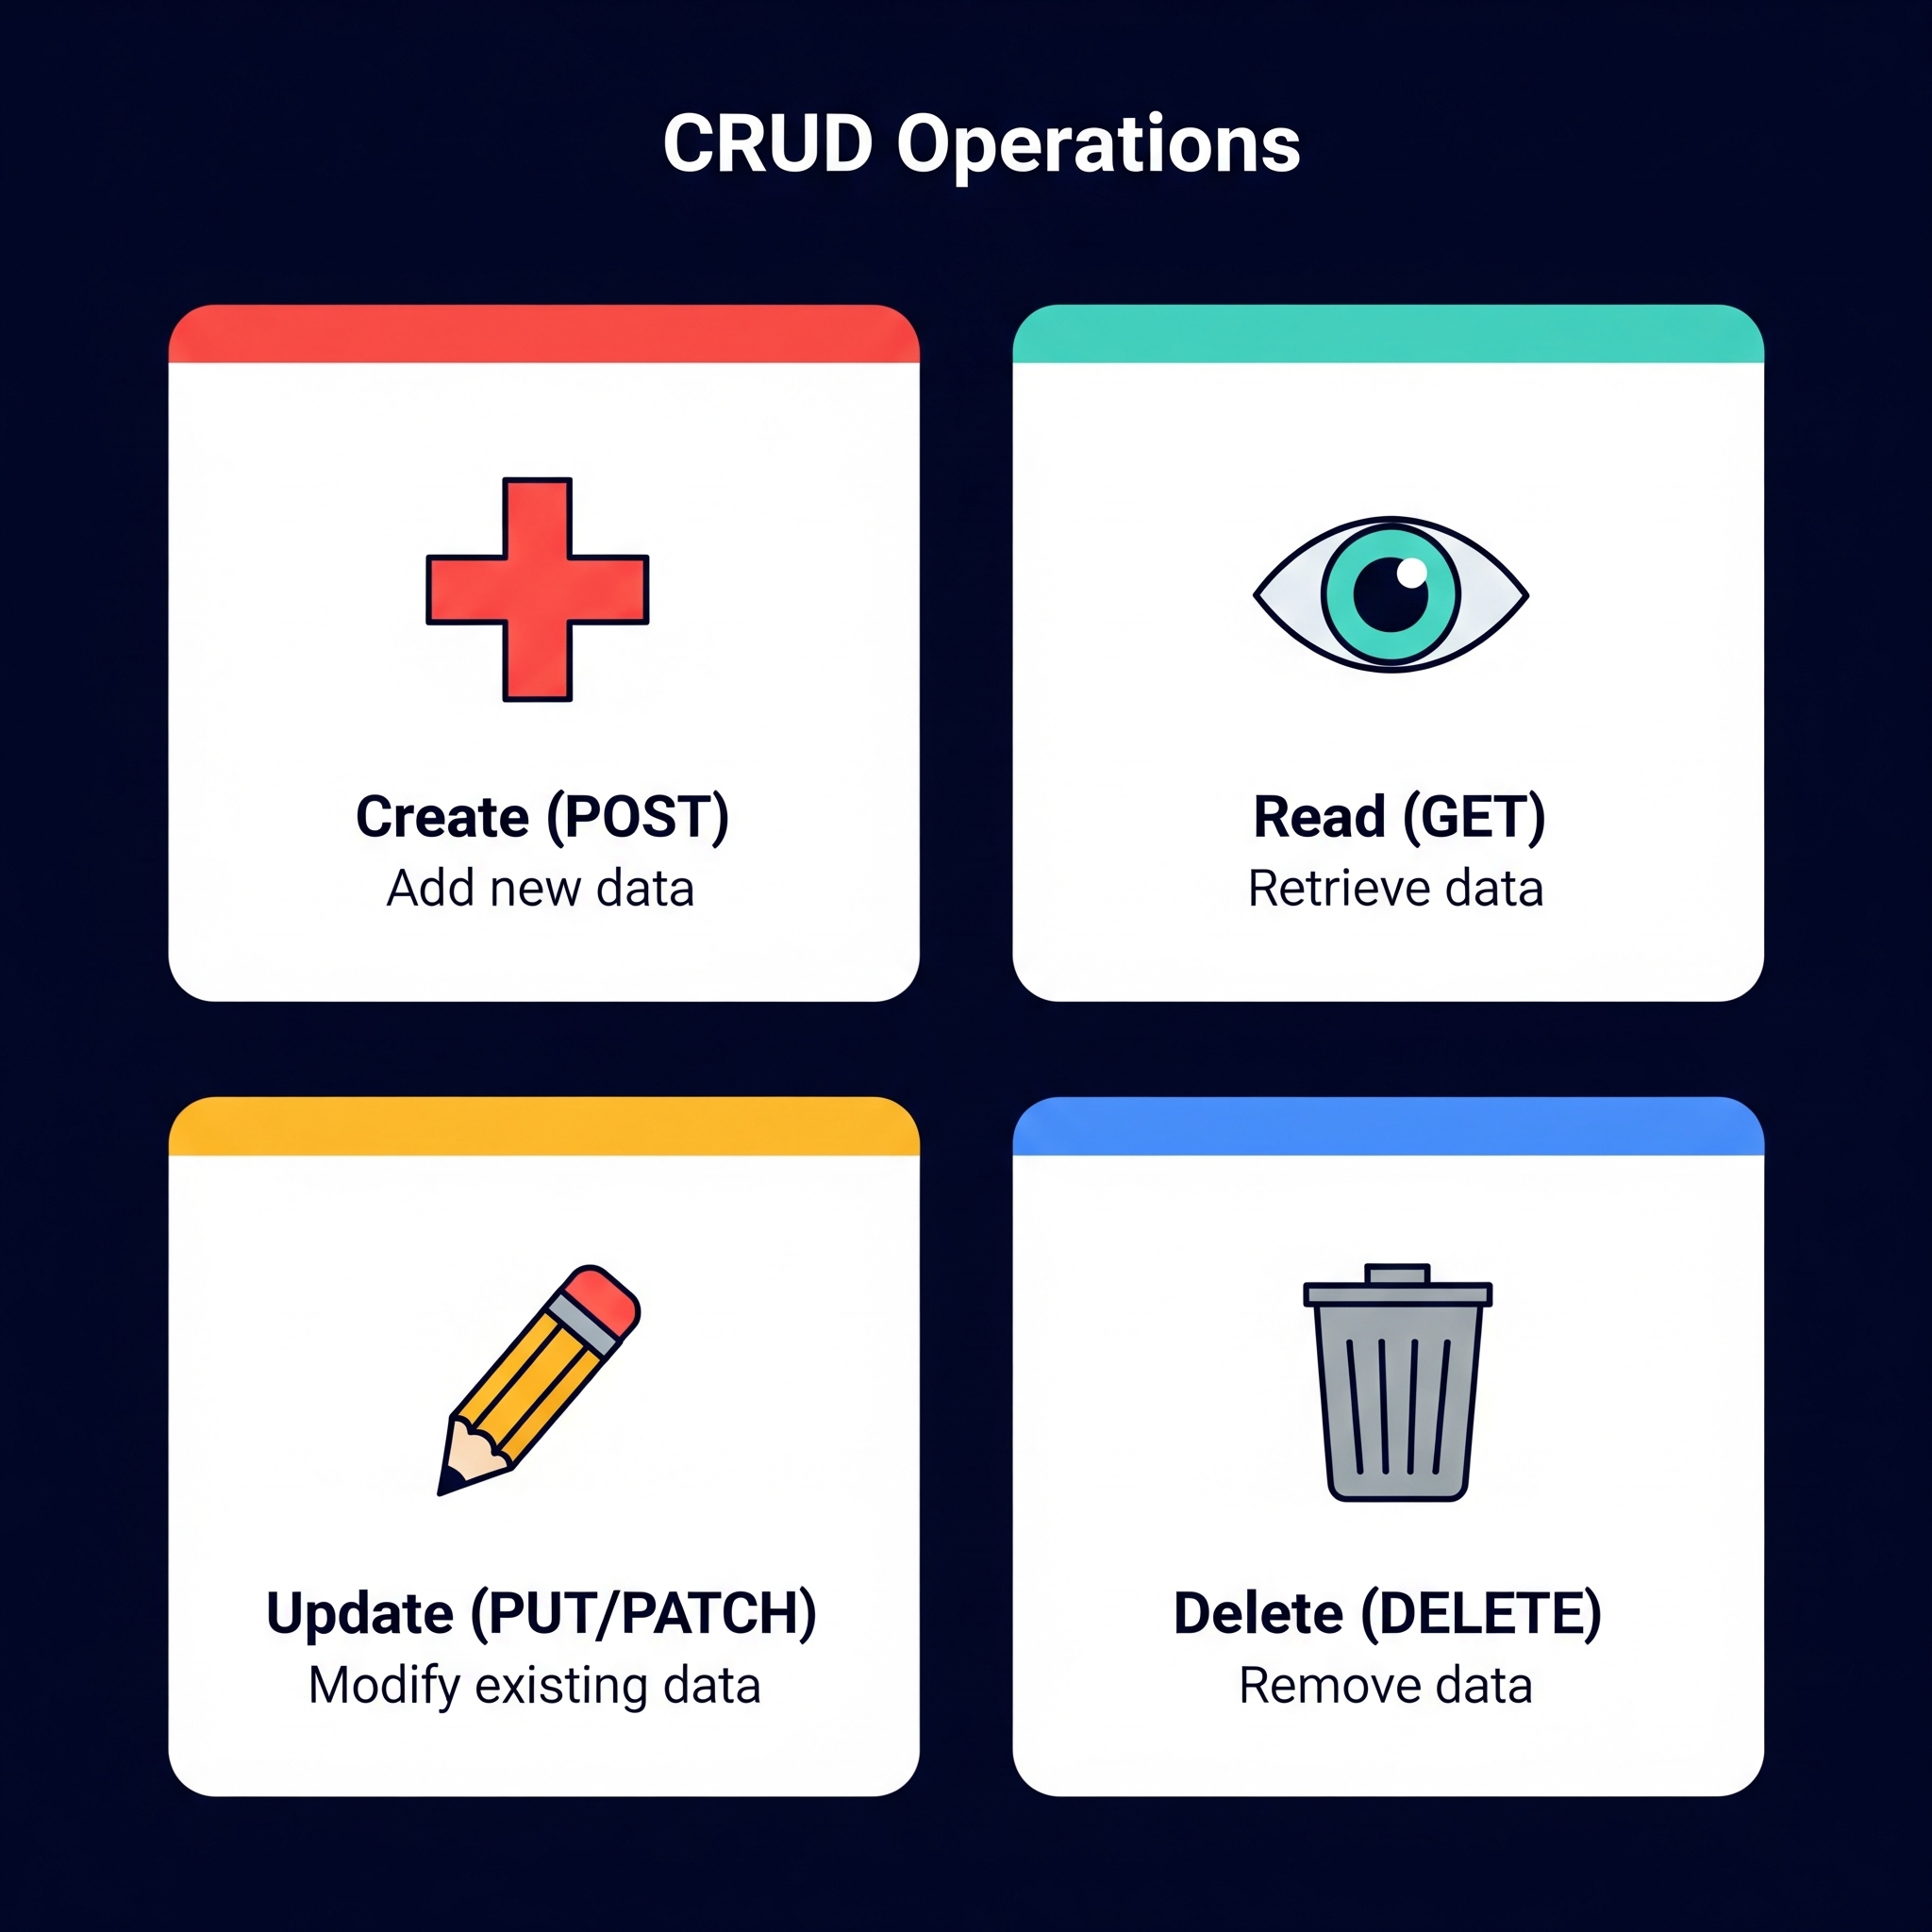 CRUD Operations
Create (POST)
Add new data
Read (GET)
Retrieve data
Update (PUT/PATCH)
Modify existing data
Delete (DELETE)
Remove data